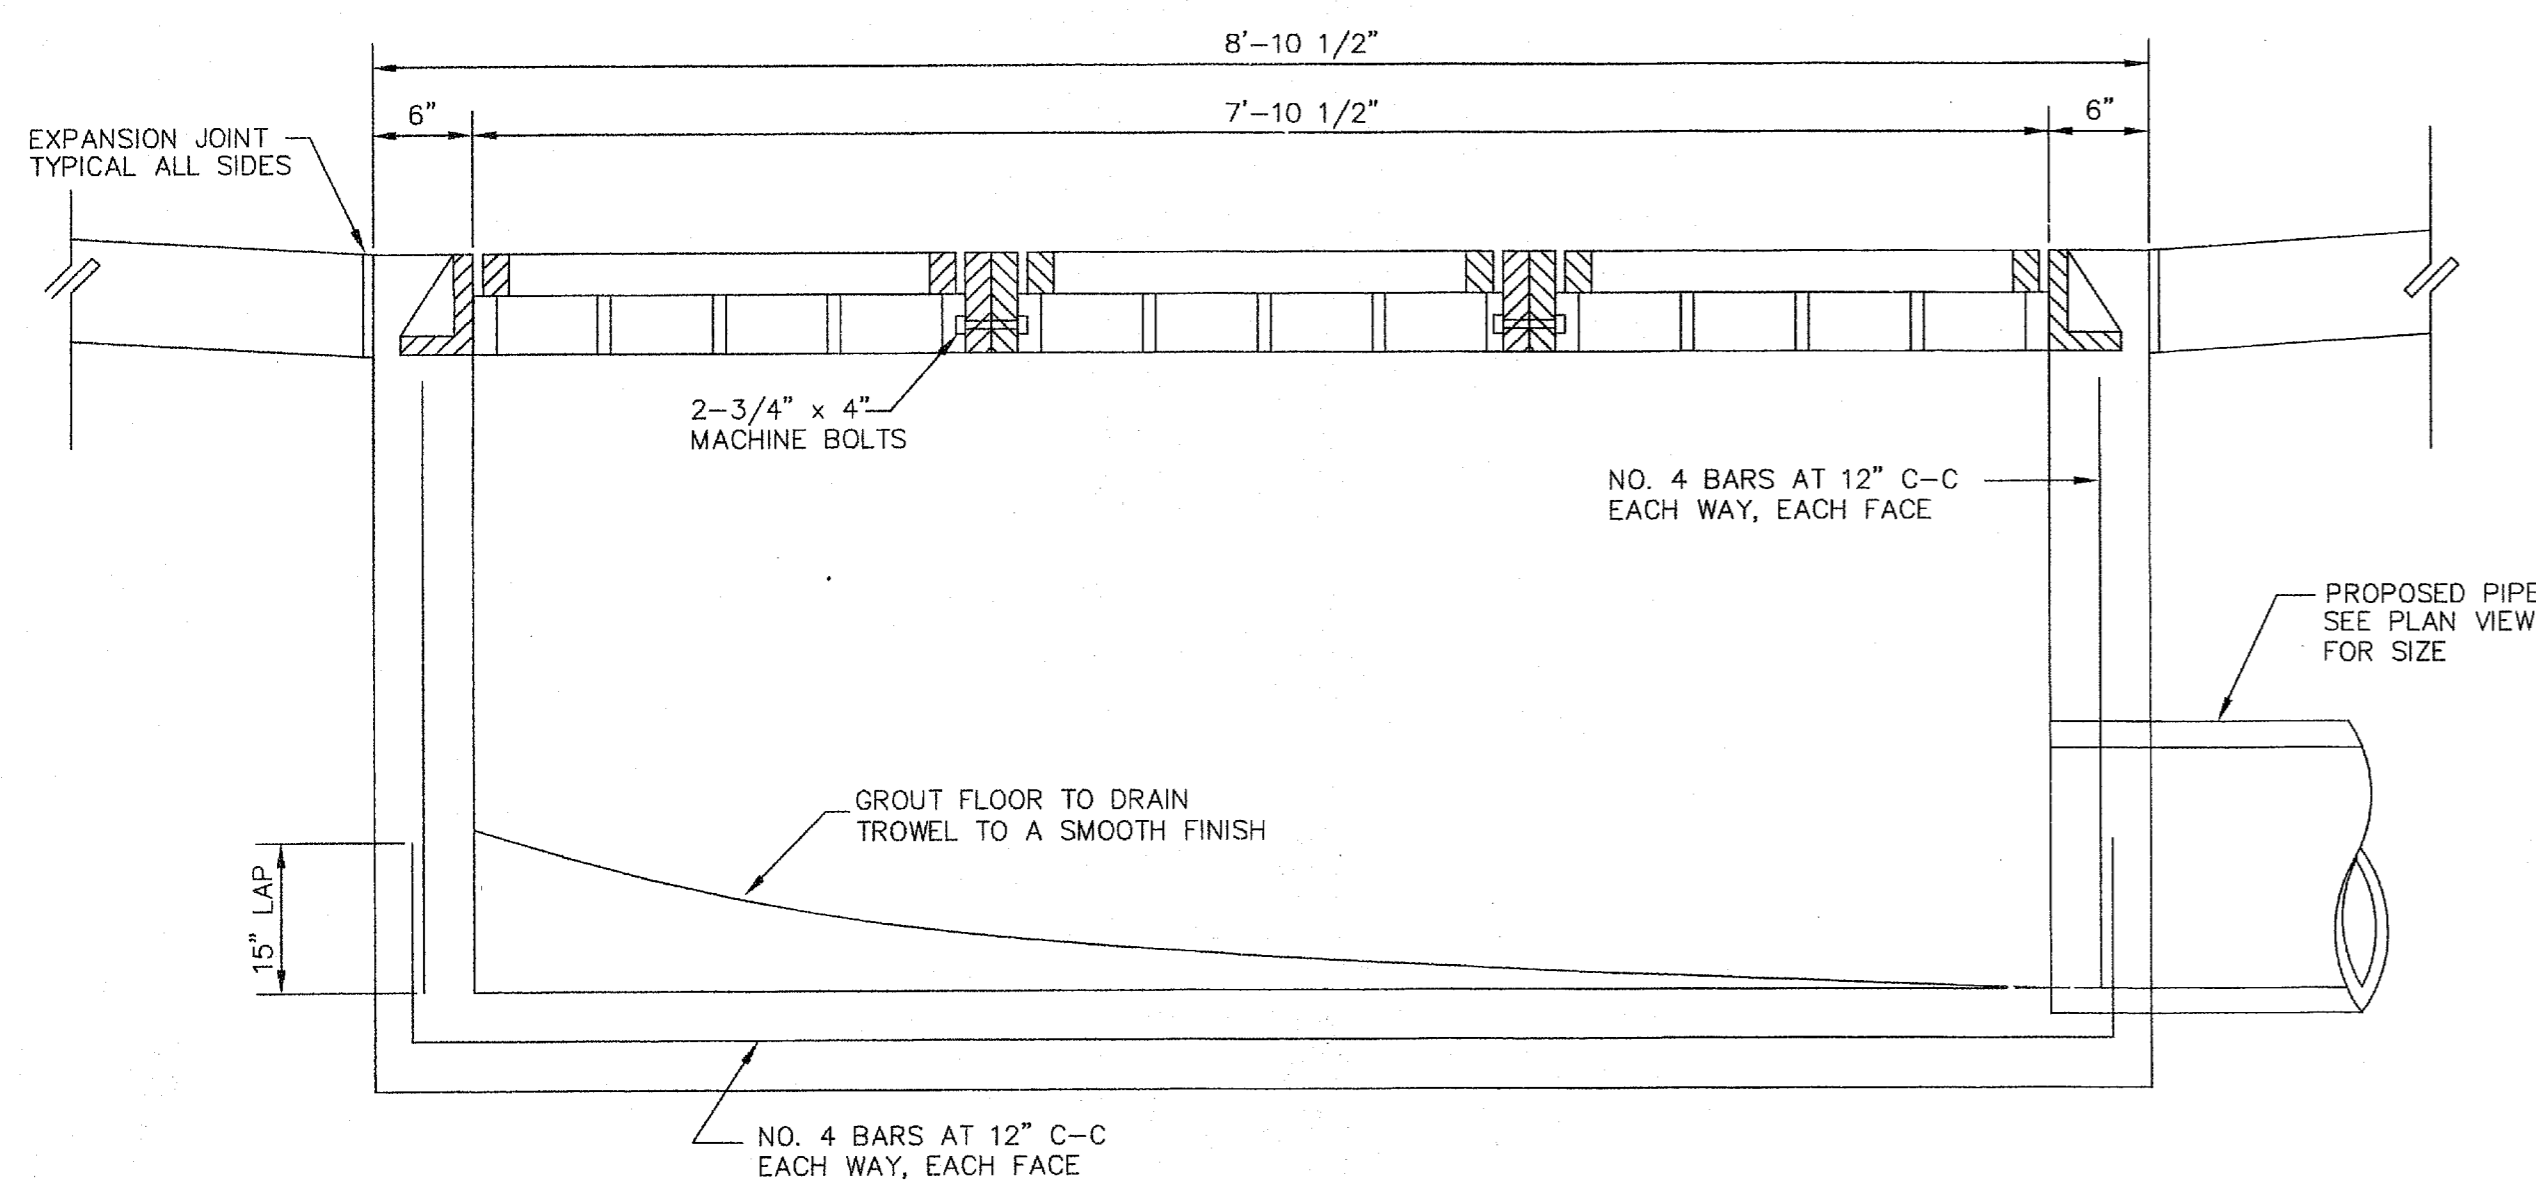 8'-10 1/2"
6"
7'-10 1/2"
6"
EXPANSION JOINT
TYPICAL ALL SIDES
2-3/4" x 4"
MACHINE BOLTS
NO. 4 BARS AT 12" C-C
EACH WAY, EACH FACE
PROPOSED PIPE
SEE PLAN VIEW
FOR SIZE
GROUT FLOOR TO DRAIN
TROWEL TO A SMOOTH FINISH
15" LAP
NO. 4 BARS AT 12" C-C
EACH WAY, EACH FACE